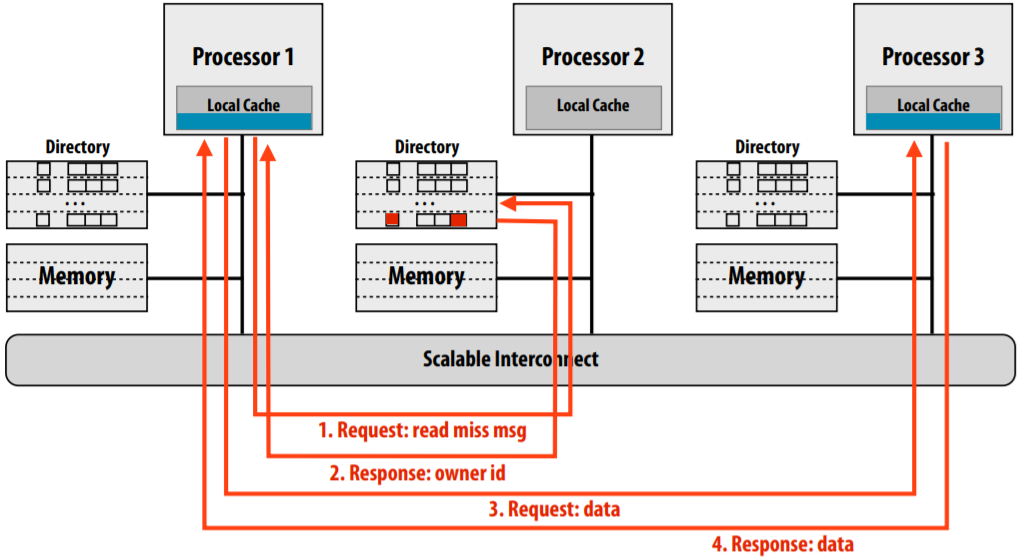 Processor 1
Local Cache
Processor 2
Local Cache
Processor 3
Local Cache
Directory
...
Directory
...
Directory
...
Memory
Memory
Memory
Scalable Interconnect
1. Request: read miss msg
2. Response: owner id
3. Request: data
4. Response: data